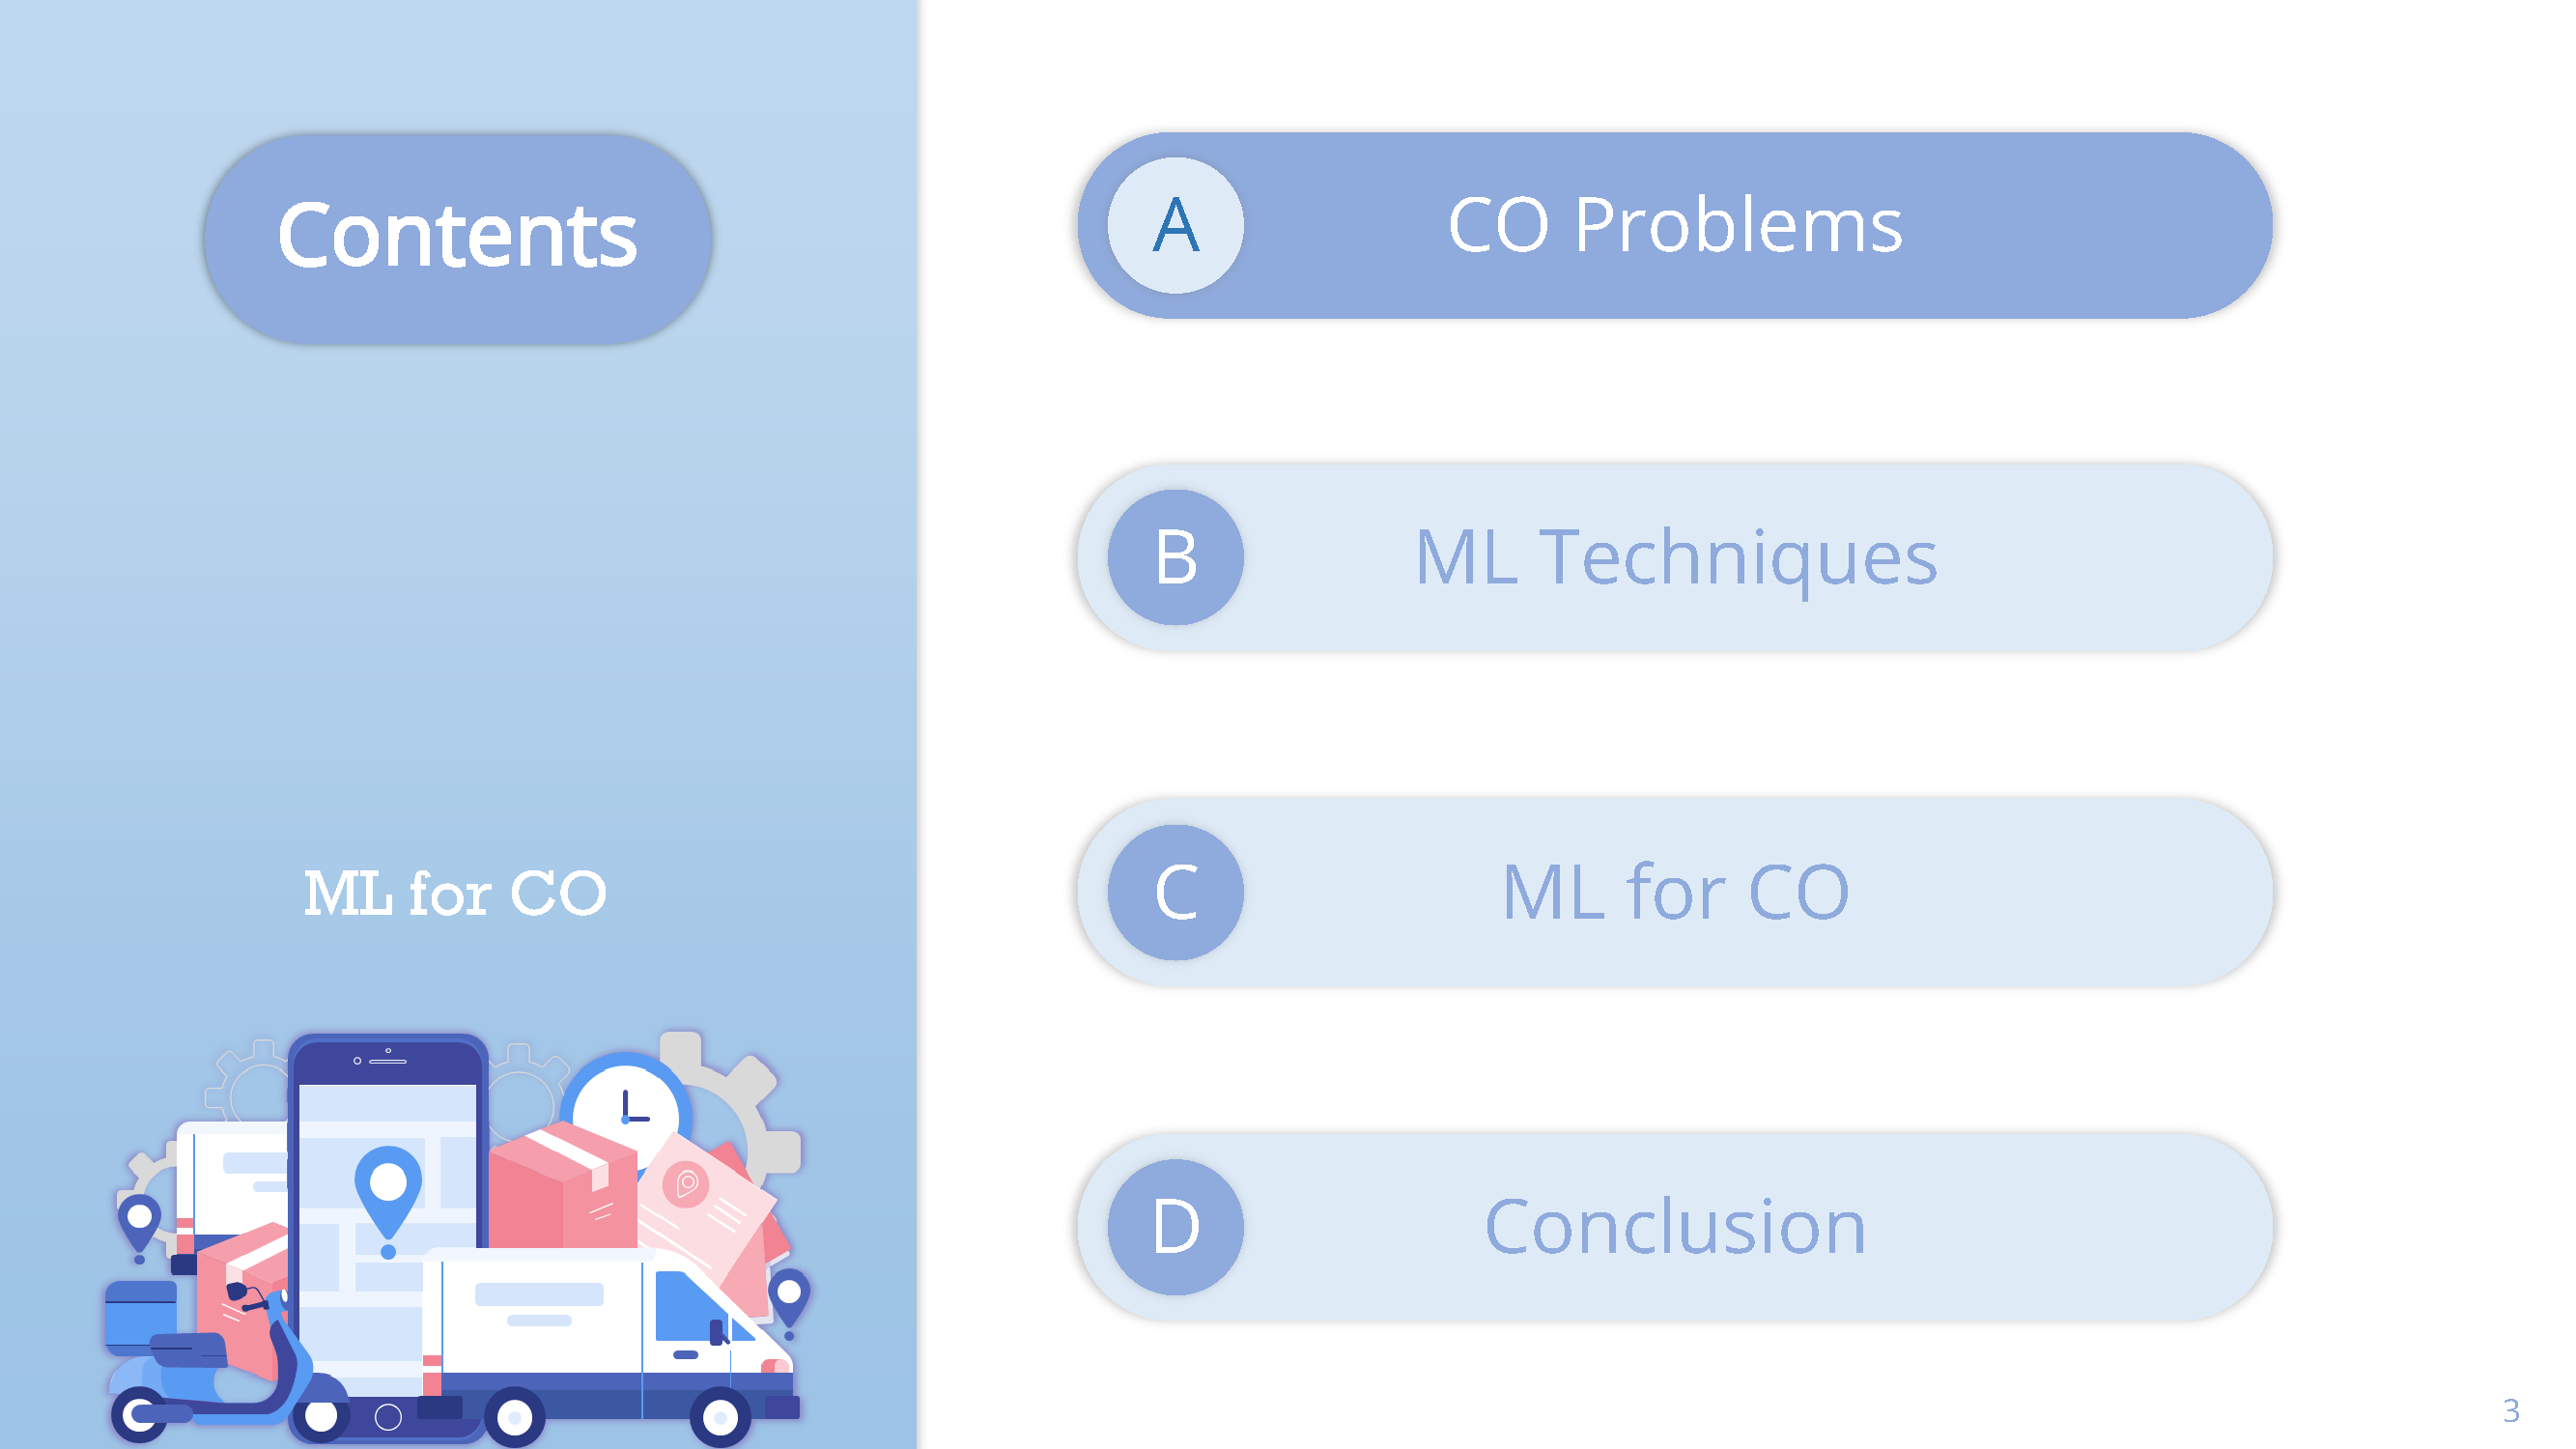 Contents
ML for CO
A CO Problems
B ML Techniques
C ML for CO
D Conclusion
3